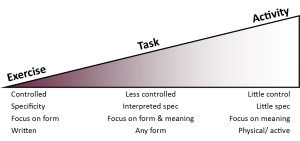 Activity
Task
Exercise
Controlled Less controlled Little control
Specificity Interpreted spec Little spec
Focus on form Focus on form & meaning Focus on meaning
Written Any form Physical/ active